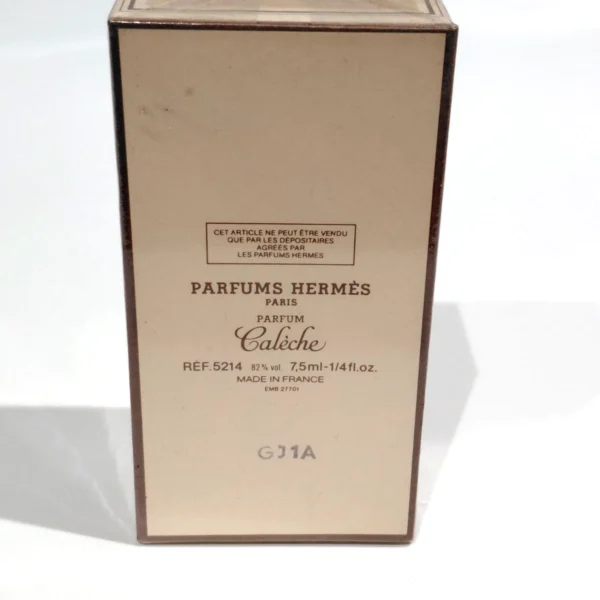 CET ARTICLE NE PEUT ÊTRE VENDU
QUE PAR LES DÉPOSITAIRES
AGRÉÉS PAR
LES PARFUMS HERMÈS
PARFUMS HERMÈS
PARIS
PARFUM
Calèche
RÉF.5214 82% vol. 7,5ml-1/4fl.oz.
MADE IN FRANCE
EMB 27701